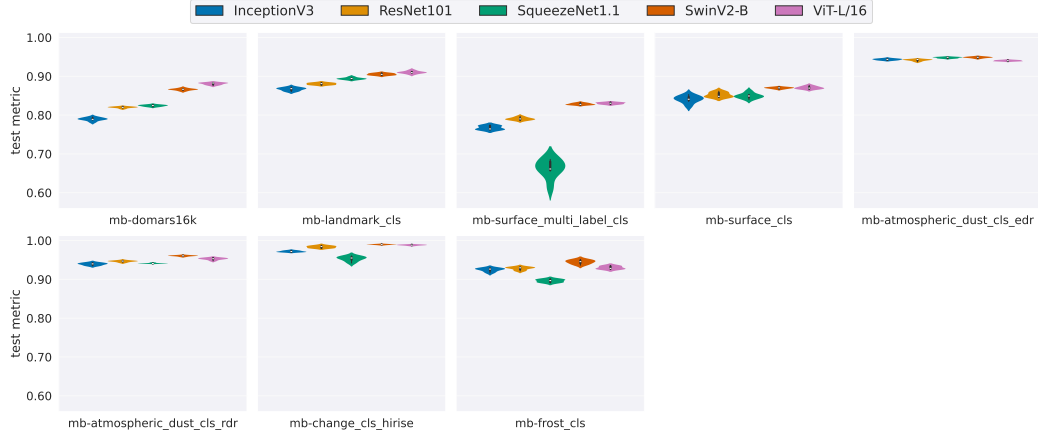 InceptionV3 ResNet101 SqueezeNet1.1 SwinV2-B ViT-L/16
test metric
1.00
0.90
0.80
0.70
0.60
mb-domars16k mb-landmark_cls mb-surface_multi_label_cls mb-surface_cls mb-atmospheric_dust_cls_edr
test metric
1.00
0.90
0.80
0.70
0.60
mb-atmospheric_dust_cls_rdr mb-change_cls_hirise mb-frost_cls